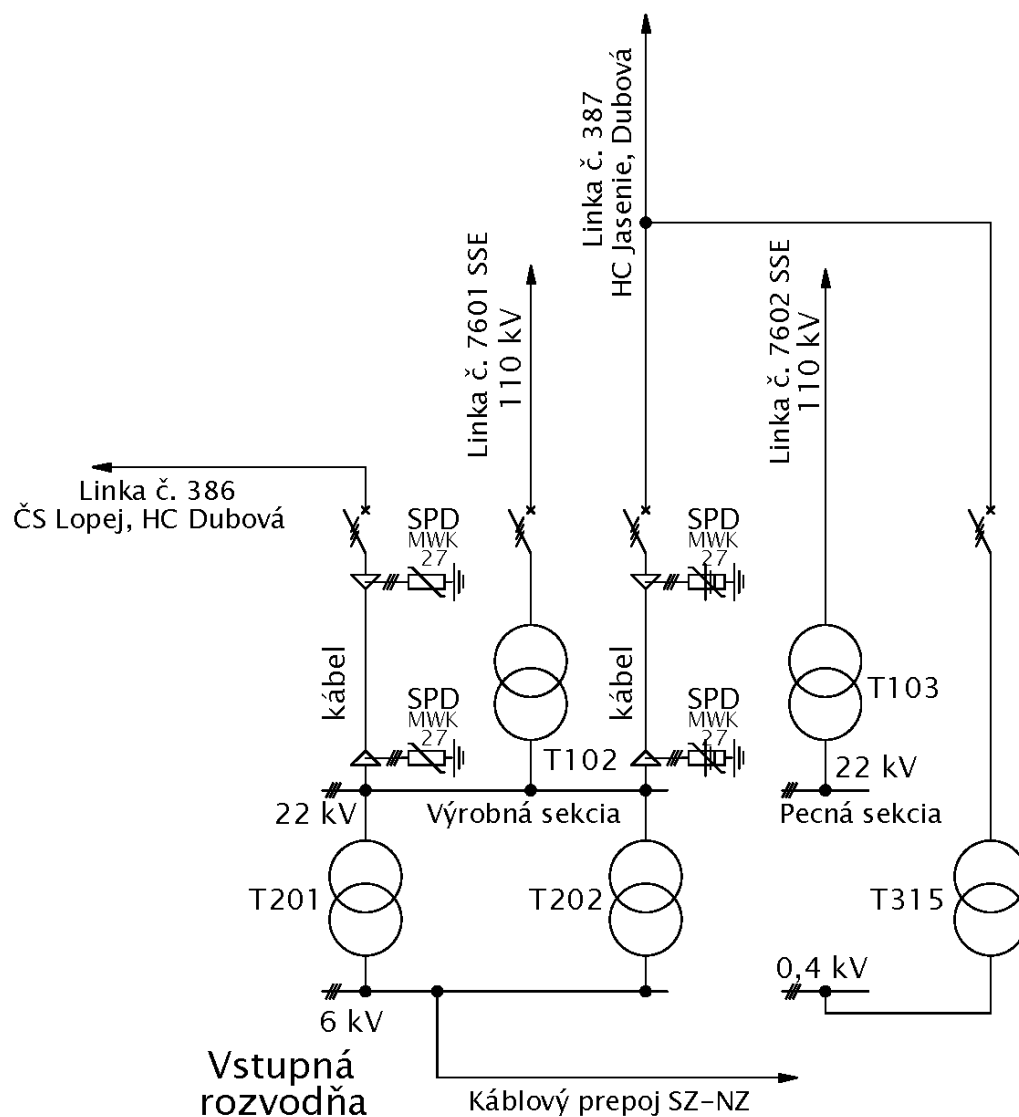 Linka č. 387
HC Jasenie, Dubová
Linka č. 7601 SSE
110 kV
Linka č. 7602 SSE
110 kV
Linka č. 386
ČS Lopej, HC Dubová
SPD
MWK
27
SPD
MWK
27
kábel
SPD
MWK
27
kábel
SPD
MWK
27
T103
T102
22 kV
Výrobná sekcia
22 kV
Pecná sekcia
T201
T202
T315
0,4 kV
6 kV
Vstupná
rozvodňa
Káblový prepoj SZ-NZ